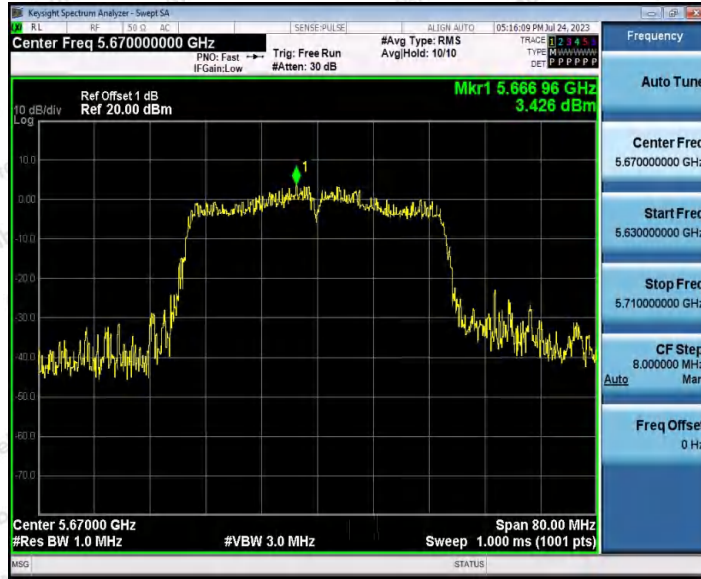 Keysight Spectrum Analyzer - Swept SA
RL RF 50 Ω AC SENSE:PULSE ALIGN AUTO 05:16:09 PM Jul 24, 2023
Center Freq 5.670000000 GHz
PNO: Fast
IFGain:Low
Trig: Free Run
#Atten: 30 dB
#Avg Type: RMS
Avg|Hold: 10/10
TRACE 1 2 3 4 5 6
TYPE M WWWWW
DET P P P P P P
Mkr1 5.666 96 GHz
3.426 dBm
Ref Offset 1 dB
10 dB/div Ref 20.00 dBm
Log
10.0
0.00
-10.0
-20.0
-30.0
-40.0
-50.0
-60.0
-70.0
1
Center 5.67000 GHz Span 80.00 MHz
#Res BW 1.0 MHz #VBW 3.0 MHz Sweep 1.000 ms (1001 pts)
MSG STATUS
Frequency
Auto Tune
Center Freq
5.670000000 GHz
Start Freq
5.630000000 GHz
Stop Freq
5.710000000 GHz
CF Step
8.000000 MHz
Auto Man
Freq Offset
0 Hz